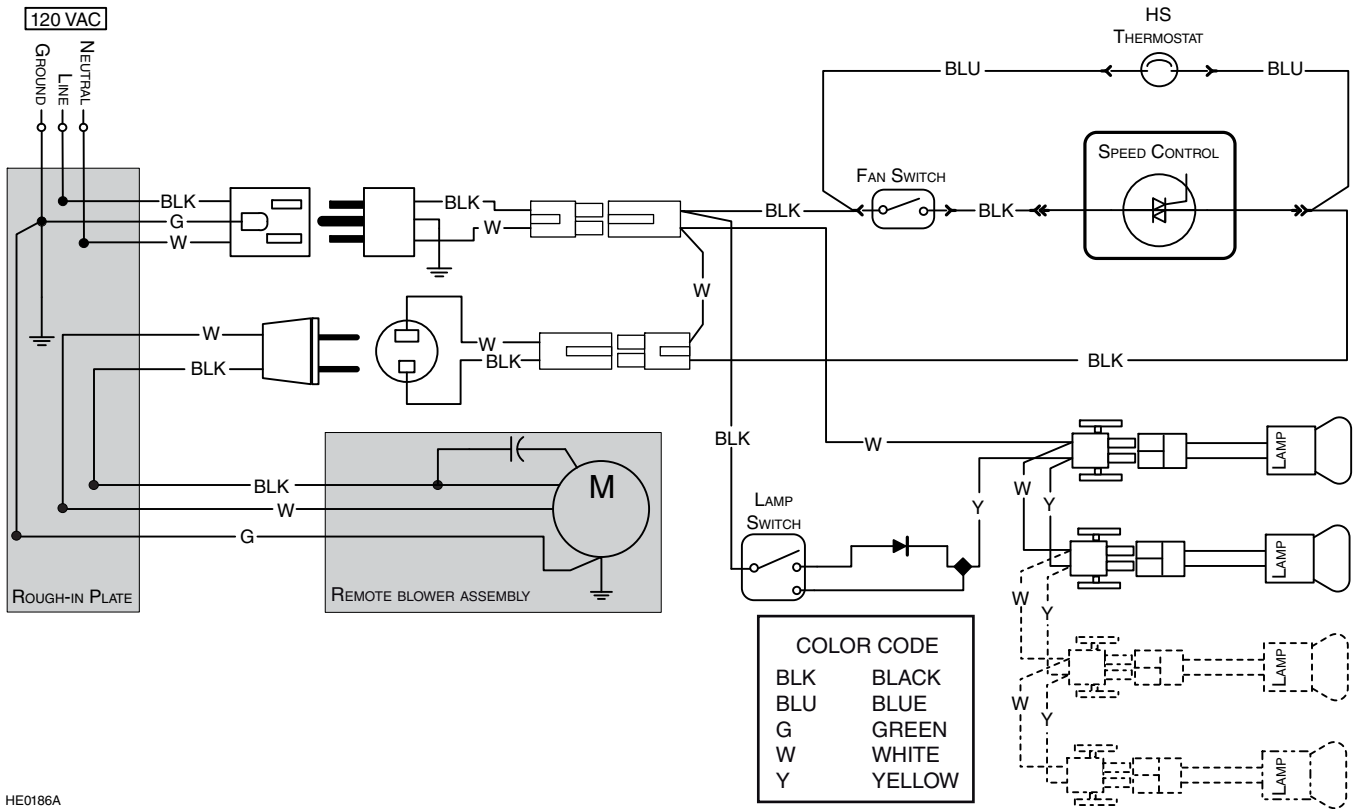 120 VAC
GROUND
LINE
NEUTRAL
HS
THERMOSTAT
BLU
BLU
SPEED CONTROL
FAN SWITCH
BLK
G
W
BLK
W
BLK
BLK
W
W
BLK
W
BLK
BLK
BLK
W
LAMP
W
Y
Y
LAMP
SWITCH
BLK
W
G
M
LAMP
ROUGH-IN PLATE
REMOTE BLOWER ASSEMBLY
W
Y
LAMP
W
Y
LAMP
COLOR CODE
BLK BLACK
BLU BLUE
G GREEN
W WHITE
Y YELLOW
HE0186A